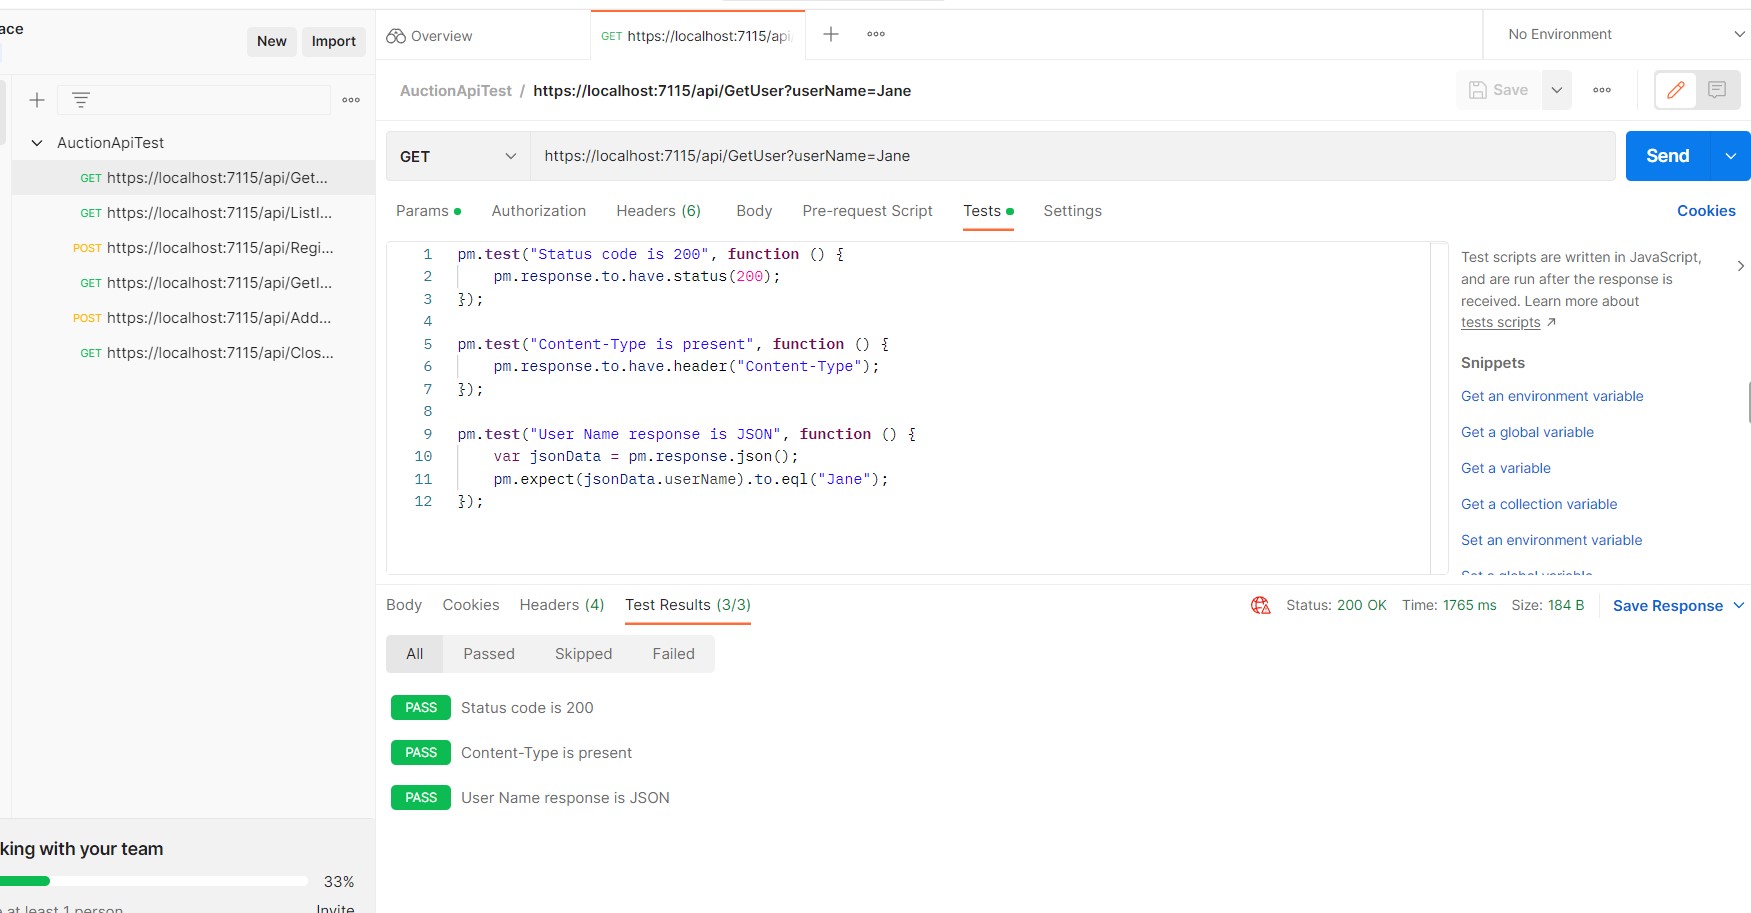 ace
New
Import
Overview
GET https://localhost:7115/api/
No Environment
AuctionApiTest / https://localhost:7115/api/GetUser?userName=Jane
Save
AuctionApiTest
GET https://localhost:7115/api/Get...
GET https://localhost:7115/api/ListI...
POST https://localhost:7115/api/Regi...
GET https://localhost:7115/api/GetI...
POST https://localhost:7115/api/Add...
GET https://localhost:7115/api/Clos...
king with your team
33%
e at least 1 person
Invite
GET
https://localhost:7115/api/GetUser?userName=Jane
Send
Params
Authorization
Headers (6)
Body
Pre-request Script
Tests
Settings
Cookies
1 pm.test("Status code is 200", function () {
2     pm.response.to.have.status(200);
3 });
4
5 pm.test("Content-Type is present", function () {
6     pm.response.to.have.header("Content-Type");
7 });
8
9 pm.test("User Name response is JSON", function () {
10     var jsonData = pm.response.json();
11     pm.expect(jsonData.userName).to.eql("Jane");
12 });
Test scripts are written in JavaScript,
and are run after the response is
received. Learn more about
tests scripts ↗
Snippets
Get an environment variable
Get a global variable
Get a variable
Get a collection variable
Set an environment variable
Set a global variable
Body
Cookies
Headers (4)
Test Results (3/3)
Status: 200 OK
Time: 1765 ms
Size: 184 B
Save Response
All
Passed
Skipped
Failed
PASS Status code is 200
PASS Content-Type is present
PASS User Name response is JSON